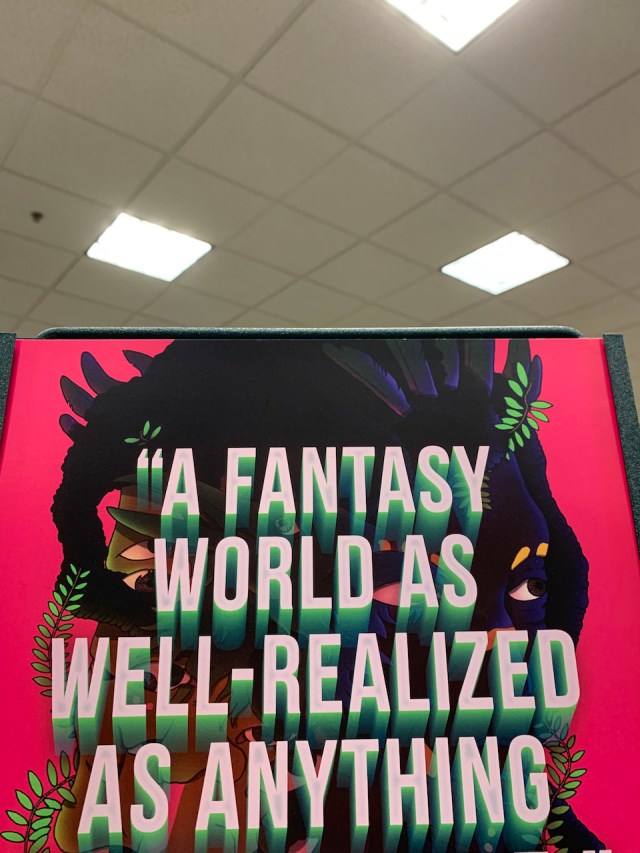 “A FANTASY
WORLD AS
WELL-REALIZED
AS ANYTHING